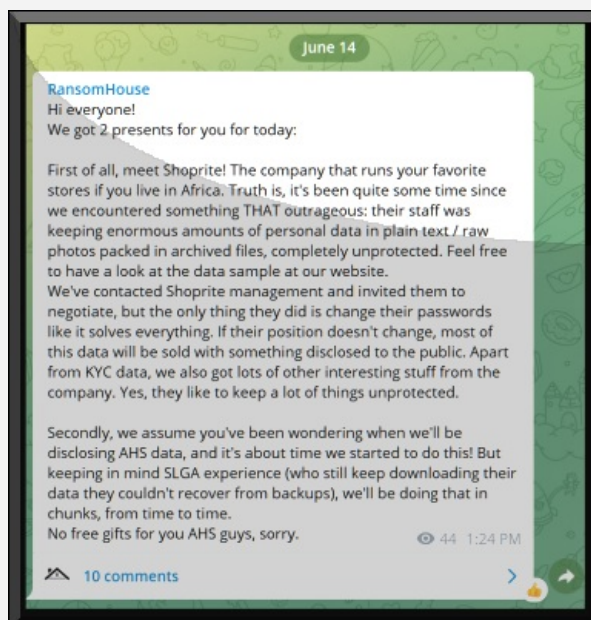 June 14
RansomHouse
Hi everyone!
We got 2 presents for you for today:
First of all, meet Shoprite! The company that runs your favorite
stores if you live in Africa. Truth is, it's been quite some time since
we encountered something THAT outrageous: their staff was
keeping enormous amounts of personal data in plain text / raw
photos packed in archived files, completely unprotected. Feel free
to have a look at the data sample at our website.
We've contacted Shoprite management and invited them to
negotiate, but the only thing they did is change their passwords
like it solves everything. If their position doesn't change, most of
this data will be sold with something disclosed to the public. Apart
from KYC data, we also got lots of other interesting stuff from the
company. Yes, they like to keep a lot of things unprotected.
Secondly, we assume you've been wondering when we'll be
disclosing AHS data, and it's about time we started to do this! But
keeping in mind SLGA experience (who still keep downloading their
data they couldn't recover from backups), we'll be doing that in
chunks, from time to time.
No free gifts for you AHS guys, sorry.
44 1:24 PM
10 comments